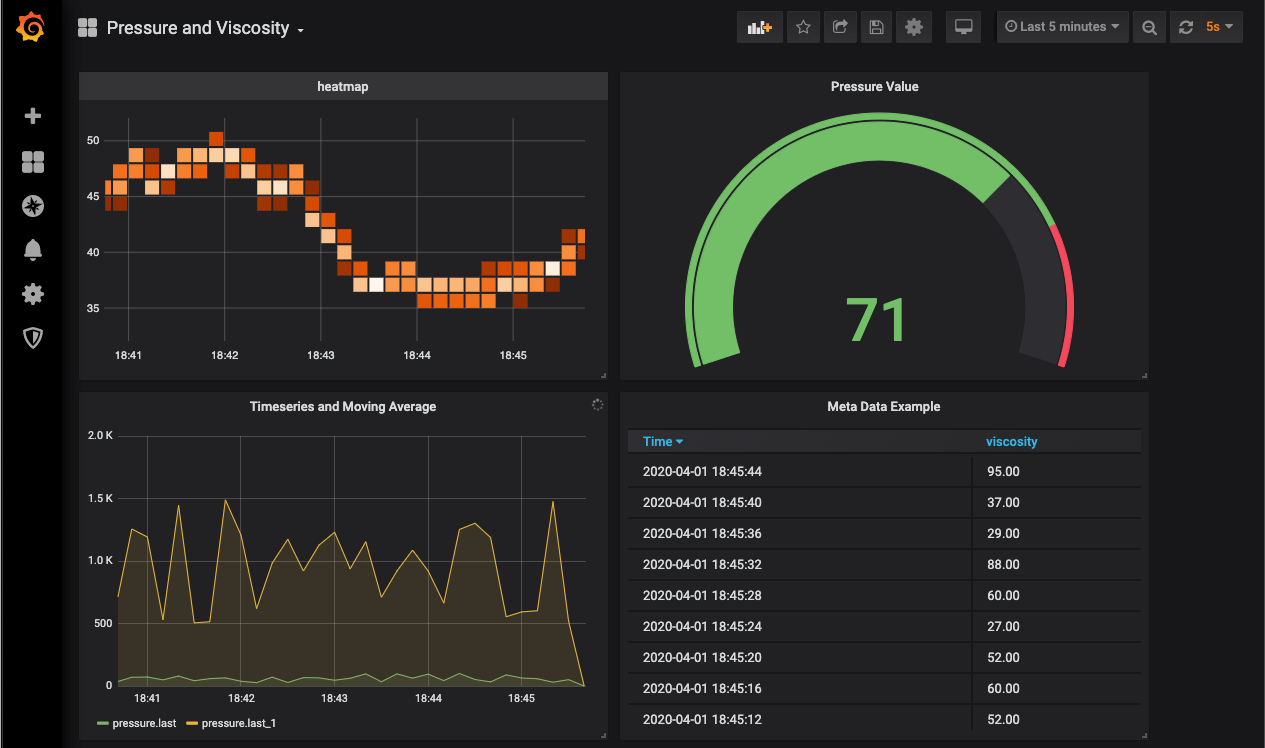 Pressure and Viscosity
Last 5 minutes
5s
heatmap
50
45
40
35
18:41 18:42 18:43 18:44 18:45
Pressure Value
71
Timeseries and Moving Average
2.0 K
1.5 K
1.0 K
500
0
18:41 18:42 18:43 18:44 18:45
pressure.last pressure.last_1
Meta Data Example
Time viscosity
2020-04-01 18:45:44 95.00
2020-04-01 18:45:40 37.00
2020-04-01 18:45:36 29.00
2020-04-01 18:45:32 88.00
2020-04-01 18:45:28 60.00
2020-04-01 18:45:24 27.00
2020-04-01 18:45:20 52.00
2020-04-01 18:45:16 60.00
2020-04-01 18:45:12 52.00